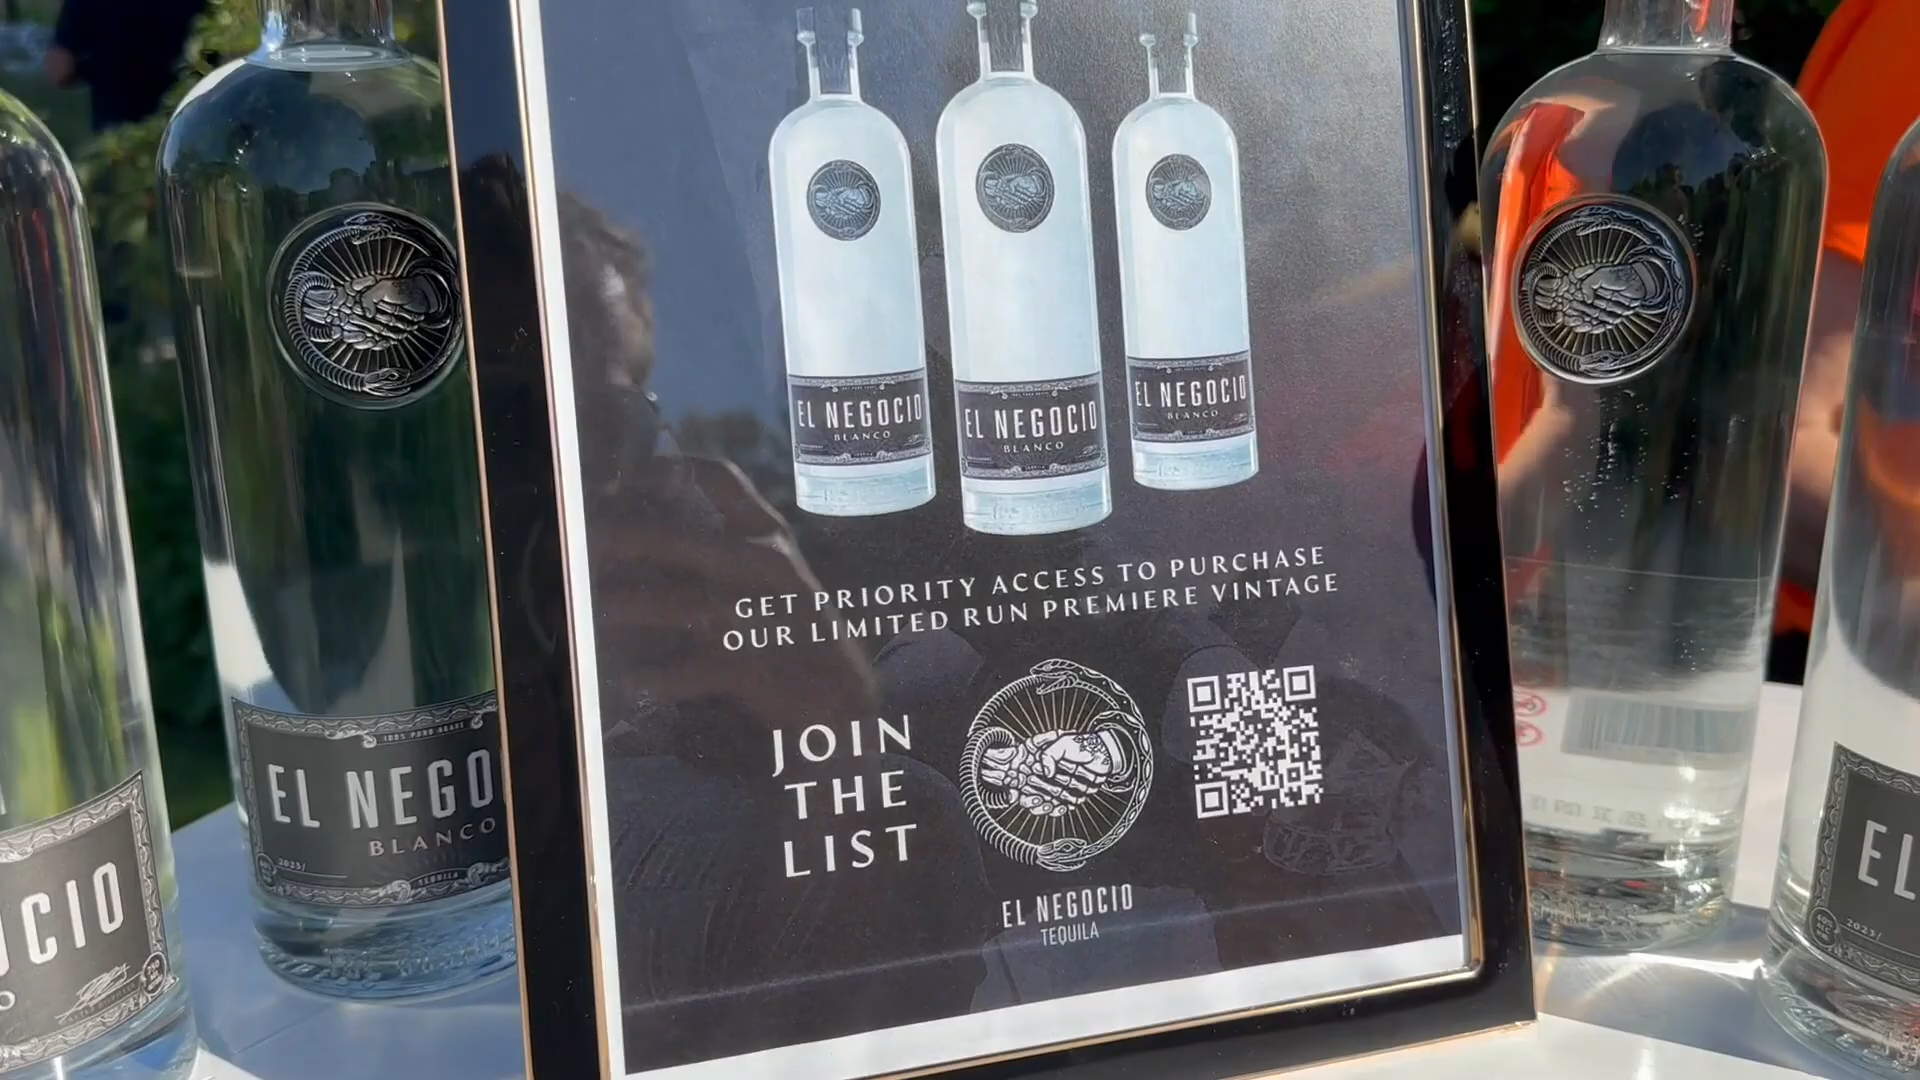 EL NEGOCIO
BLANCO
EL NEGOCIO
BLANCO
EL NEGOCIO
BLANCO
GET PRIORITY ACCESS TO PURCHASE
OUR LIMITED RUN PREMIERE VINTAGE
JOIN
THE
LIST
EL NEGOCIO
TEQUILA
100% PURO AGAVE
EL NEGO
BLANCO
2023/
TEQUILA
CIO
O
EL
2023/